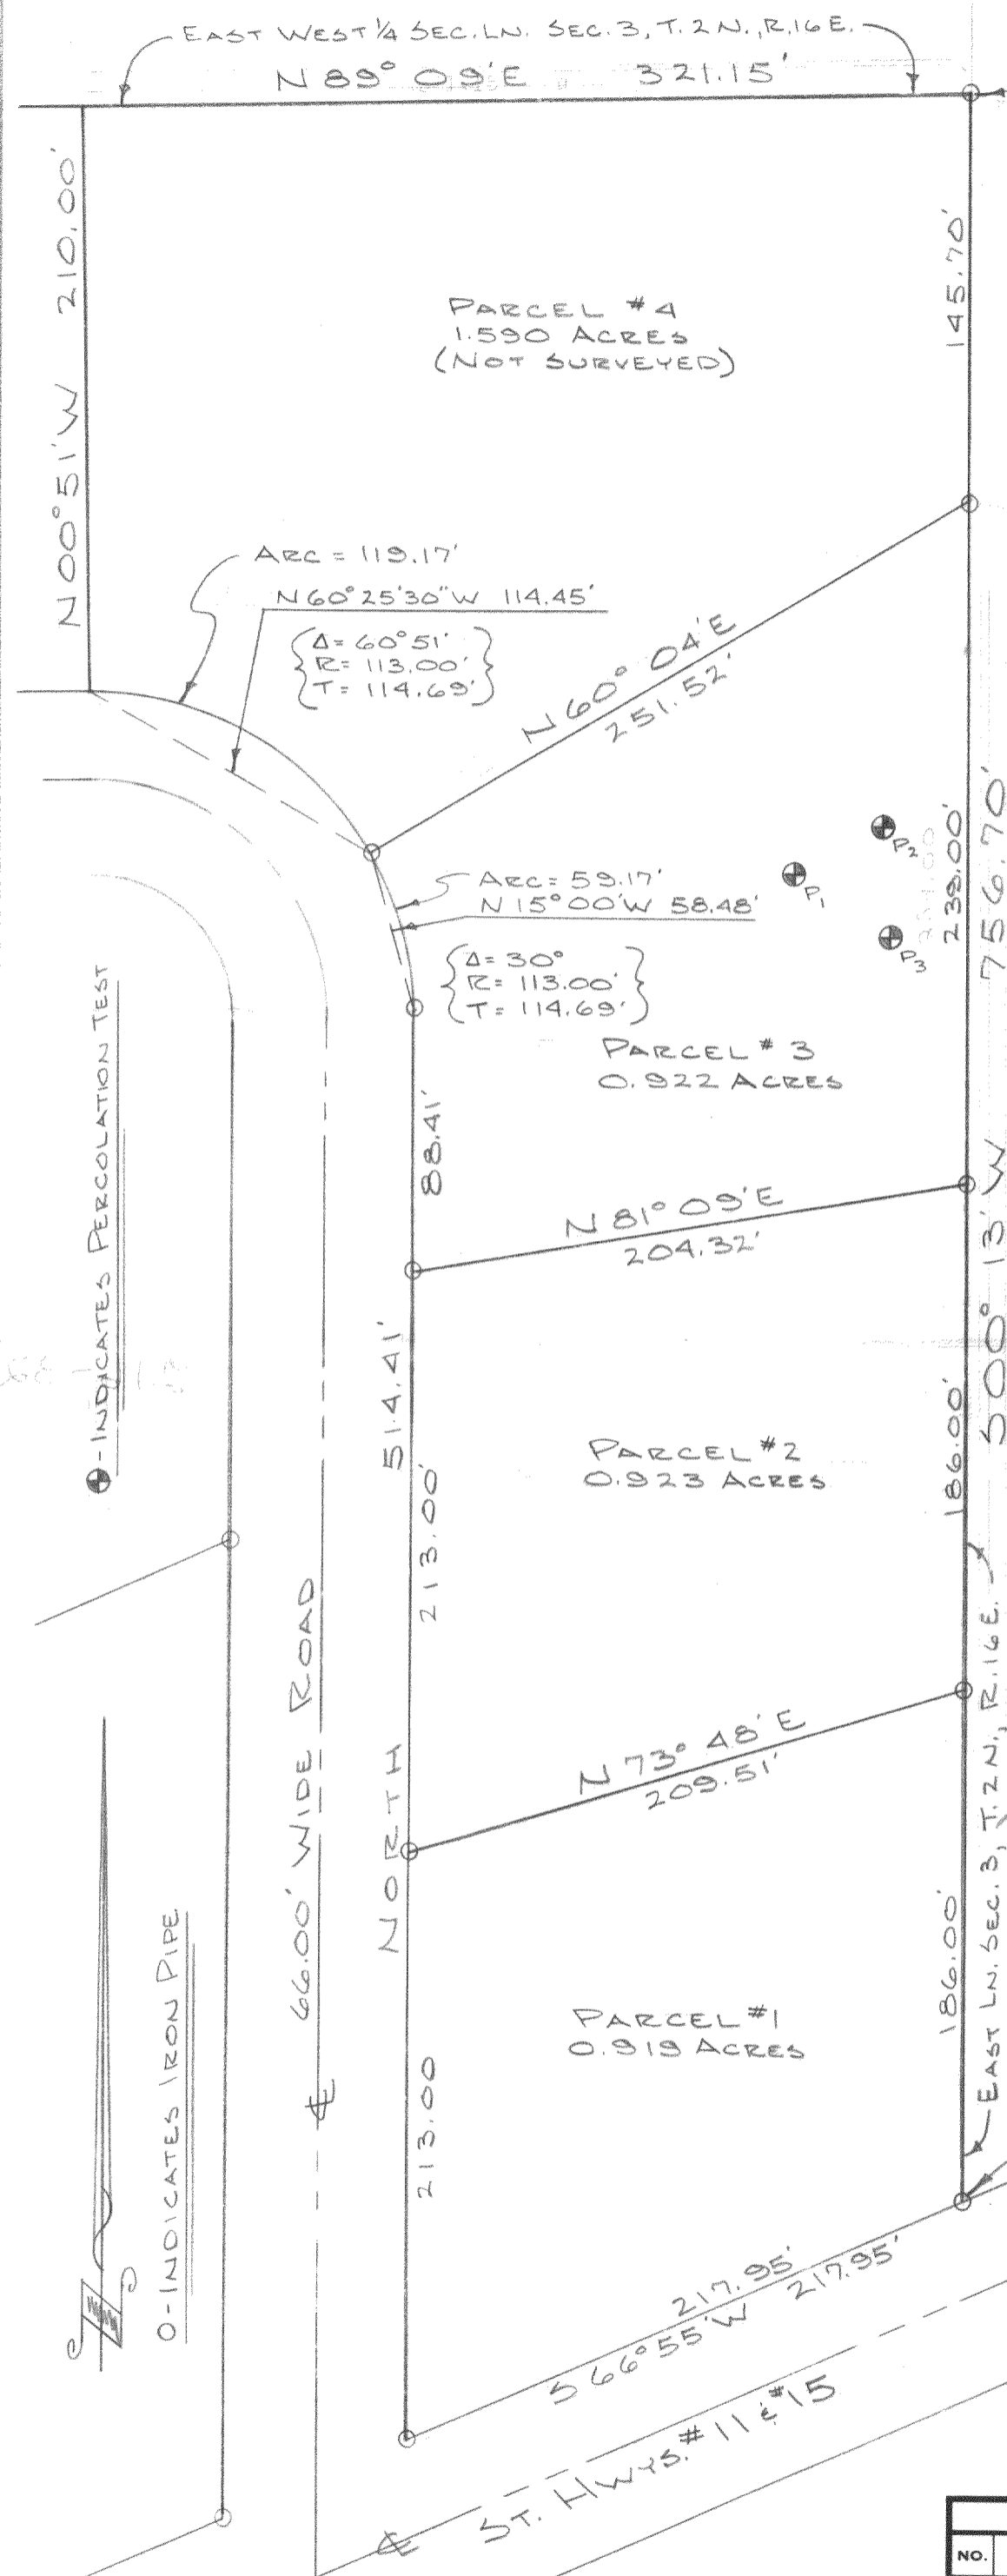 EAST WEST 1/4 SEC. LN. SEC. 3, T. 2 N., R. 16 E.
N 89° 09' E 321.15'
N 00° 51' W 210.00'
145.70'
PARCEL #4
1.590 ACRES
(NOT SURVEYED)
ARC = 119.17'
N 60° 25' 30" W 114.45'
Δ = 60° 51'
R = 113.00'
T = 114.69'
N 60° 04' E
251.52'
P2
P1
P3
239.00'
S 00° 13' W 756.70'
ARC = 59.17'
N 15° 00' W 58.48'
Δ = 30°
R = 113.00'
T = 114.69'
PARCEL #3
0.922 ACRES
88.41'
-INDICATES PERCOLATION TEST
N 81° 09' E
204.32'
NORTH 514.41'
213.00'
PARCEL #2
0.923 ACRES
186.00'
66.00' WIDE ROAD
N 73° 48' E
209.51'
O-INDICATES IRON PIPE
PARCEL #1
0.919 ACRES
186.00'
213.00
EAST LN. SEC. 3, T. 2 N., R. 16 E.
217.95'
S 66° 55' W 217.95'
ST. HWYS. #11 & #15
NO.